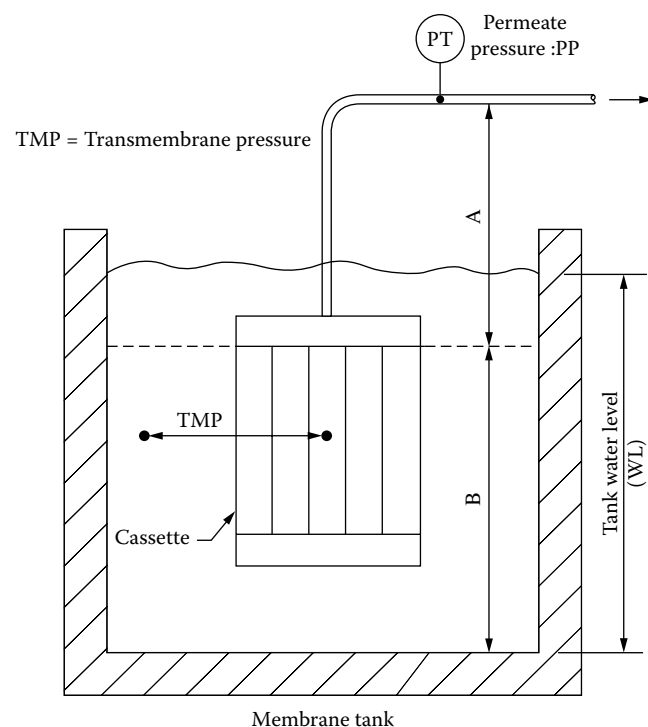 PT
Permeate
pressure :PP
TMP = Transmembrane pressure
A
TMP
B
Tank water level
(WL)
Cassette
Membrane tank